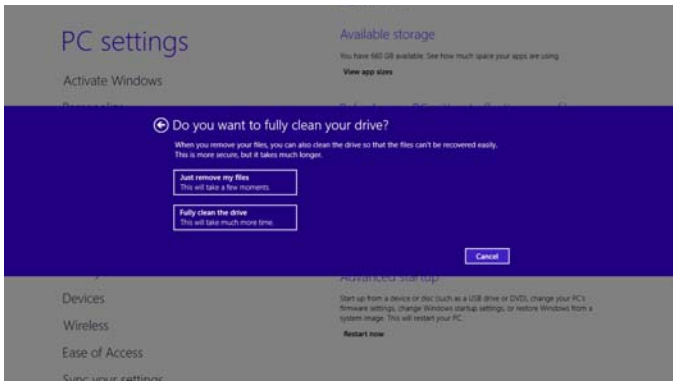 PC settings
Activate Windows
Available storage
You have 660 GB available. See how much space your apps are using.
View app sizes
Do you want to fully clean your drive?
When you remove your files, you can also clean the drive so that the files can't be recovered easily.
This is more secure, but it takes much longer.
Just remove my files
This will take a few moments.
Fully clean the drive
This will take much more time.
Cancel
Devices
Wireless
Ease of Access
Sync your settings
Advanced startup
Start up from a device or disc (such as a USB drive or DVD), change your PC's
firmware settings, change Windows startup settings, or restore Windows from a
system image. This will restart your PC.
Restart now